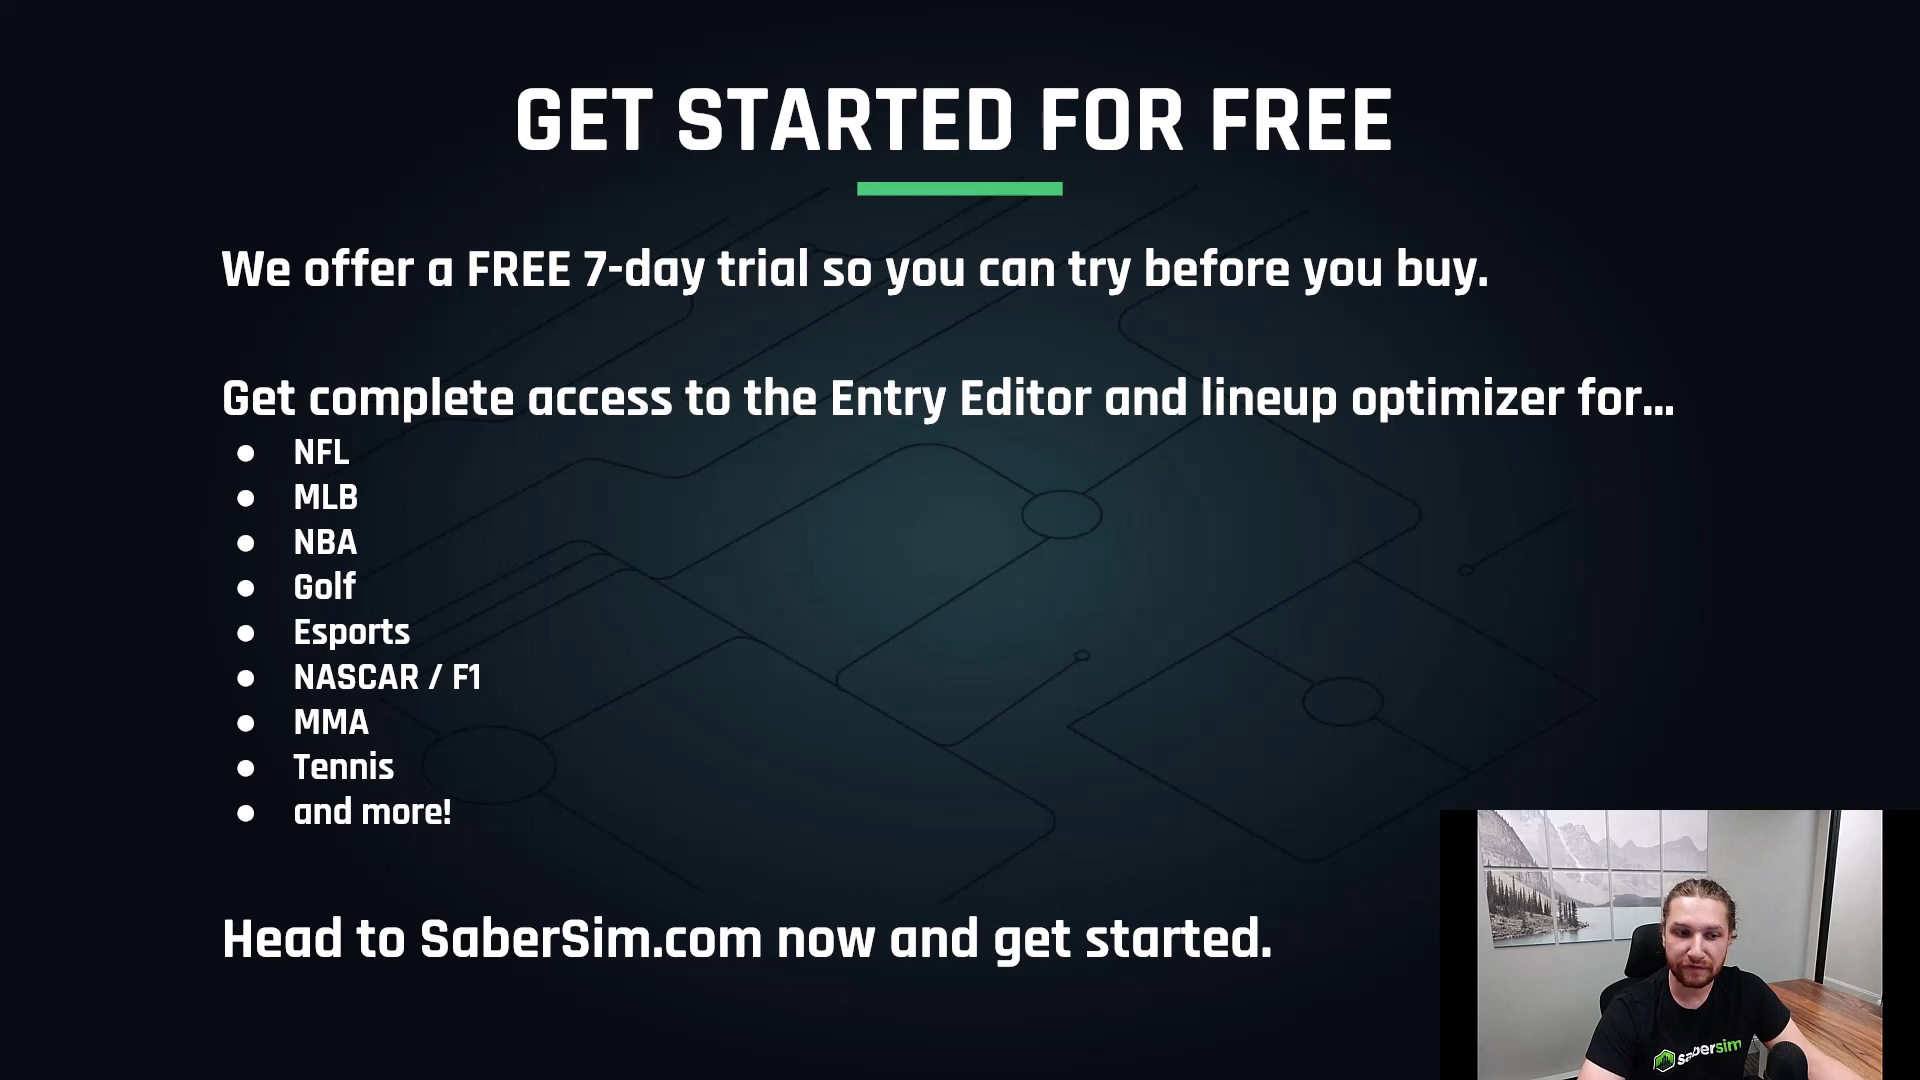 GET STARTED FOR FREE
We offer a FREE 7-day trial so you can try before you buy.
Get complete access to the Entry Editor and lineup optimizer for...
● NFL
● MLB
● NBA
● Golf
● Esports
● NASCAR / F1
● MMA
● Tennis
● and more!
Head to SaberSim.com now and get started.
sabersim